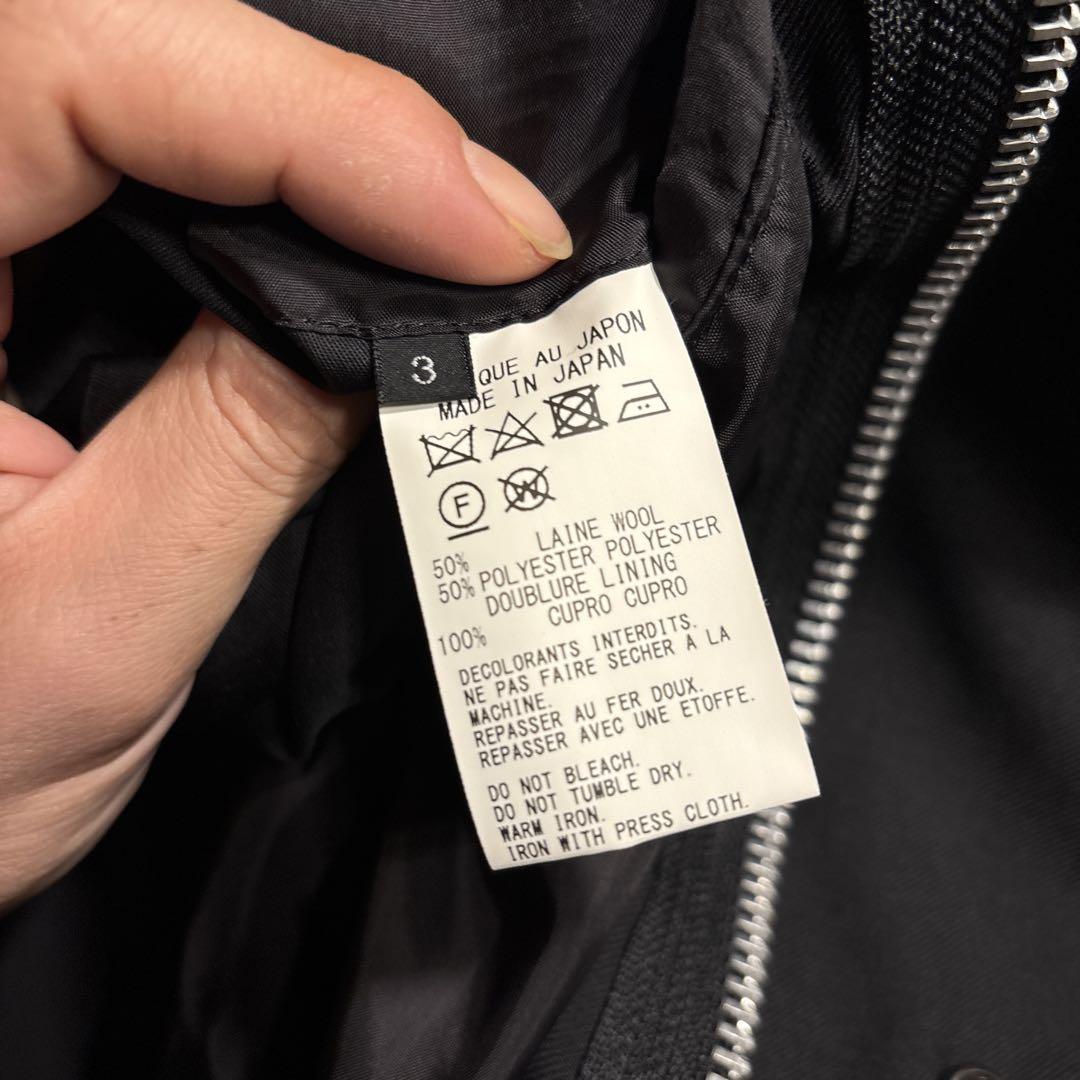 3
QUE AU JAPON
MADE IN JAPAN
F
W
LAINE WOOL
50% POLYESTER POLYESTER
50% DOUBLURE LINING
CUPRO CUPRO
100%
DECOLORANTS INTERDITS.
NE PAS FAIRE SECHER A LA
MACHINE.
REPASSER AU FER DOUX.
REPASSER AVEC UNE ETOFFE.
DO NOT BLEACH.
DO NOT TUMBLE DRY.
WARM IRON.
IRON WITH PRESS CLOTH.